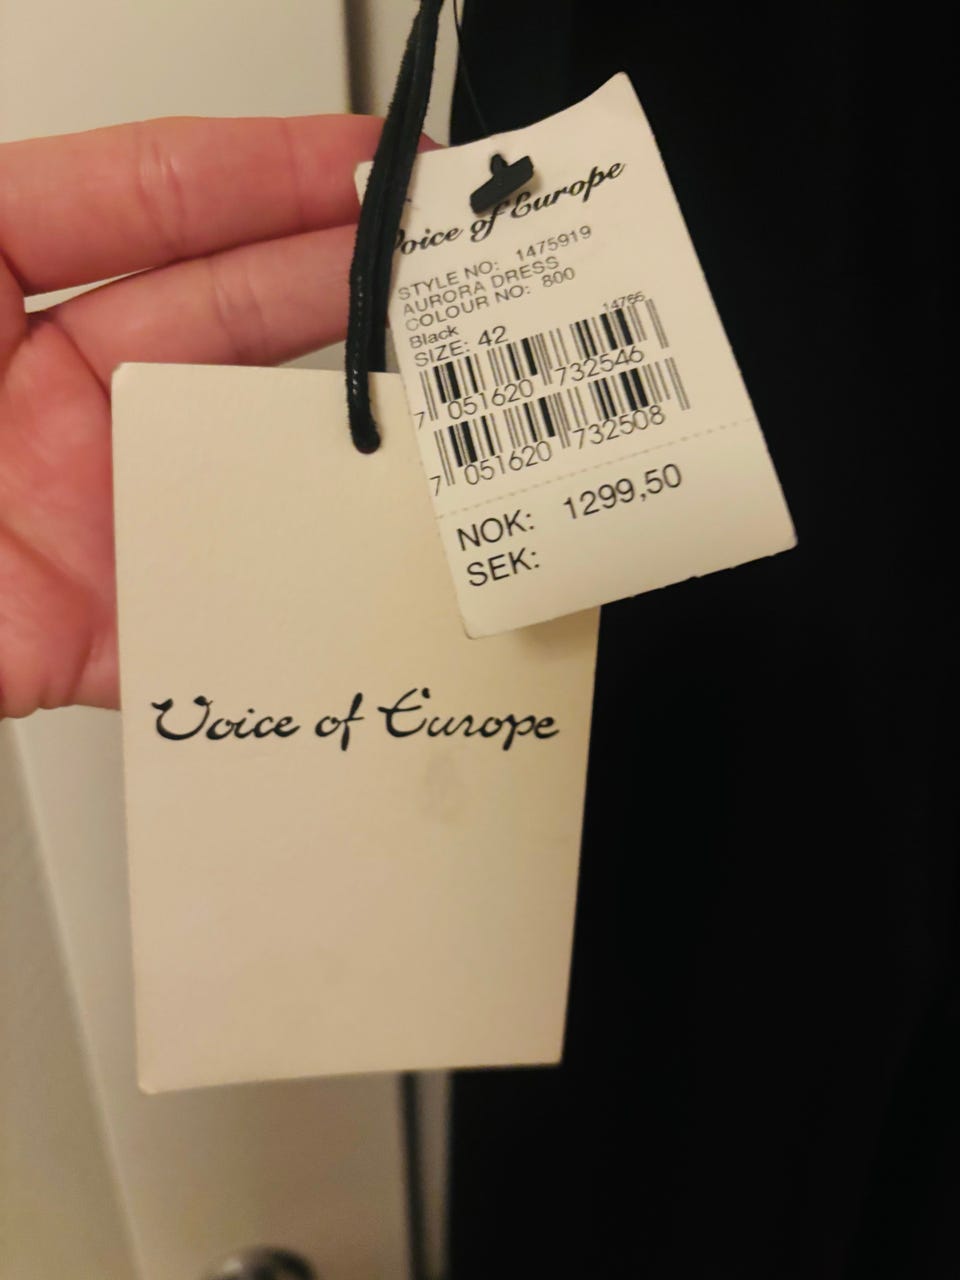 Voice of Europe
STYLE NO: 1475919
AURORA DRESS
COLOUR NO: 800
Black
14766
SIZE: 42
7 051620 732546
7 051620 732508
NOK: 1299,50
SEK:
Voice of Europe